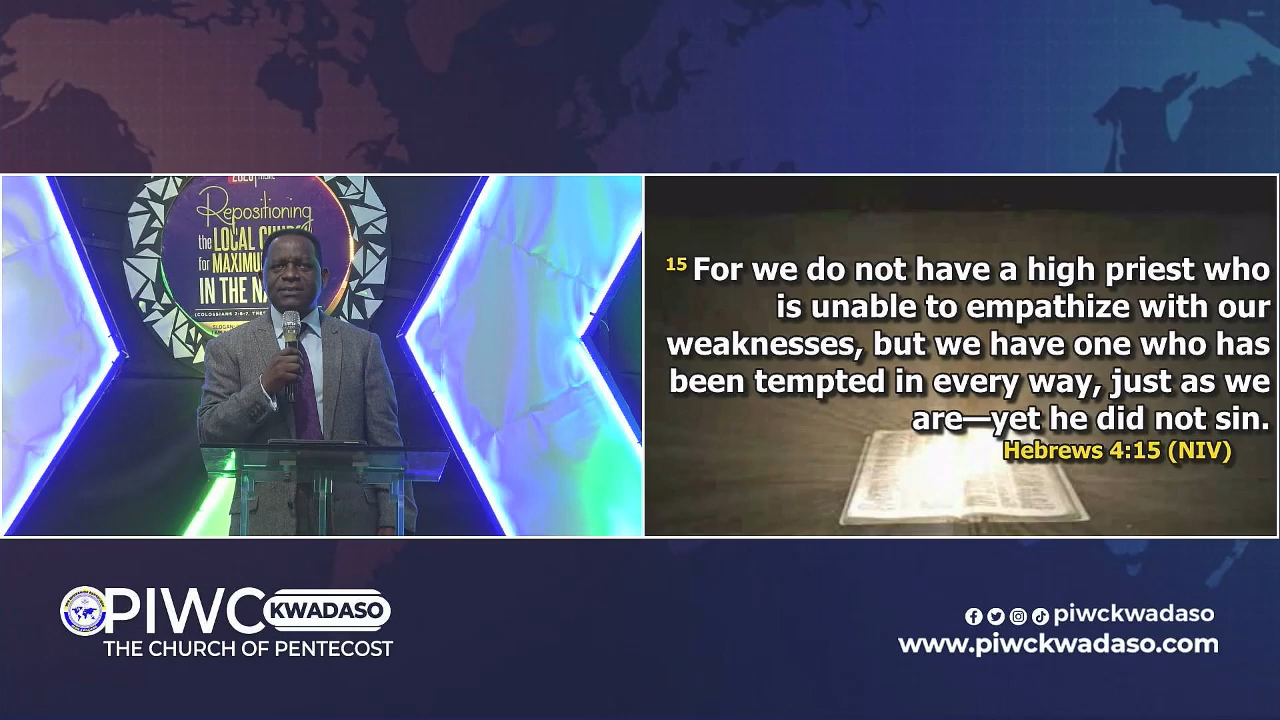 Repositioning
the LOCAL
for MAXIMUM
IN THE
15 For we do not have a high priest who
is unable to empathize with our
weaknesses, but we have one who has
been tempted in every way, just as we
are—yet he did not sin.
Hebrews 4:15 (NIV)
PIWC KWADASO
THE CHURCH OF PENTECOST
piwckwadaso
www.piwckwadaso.com